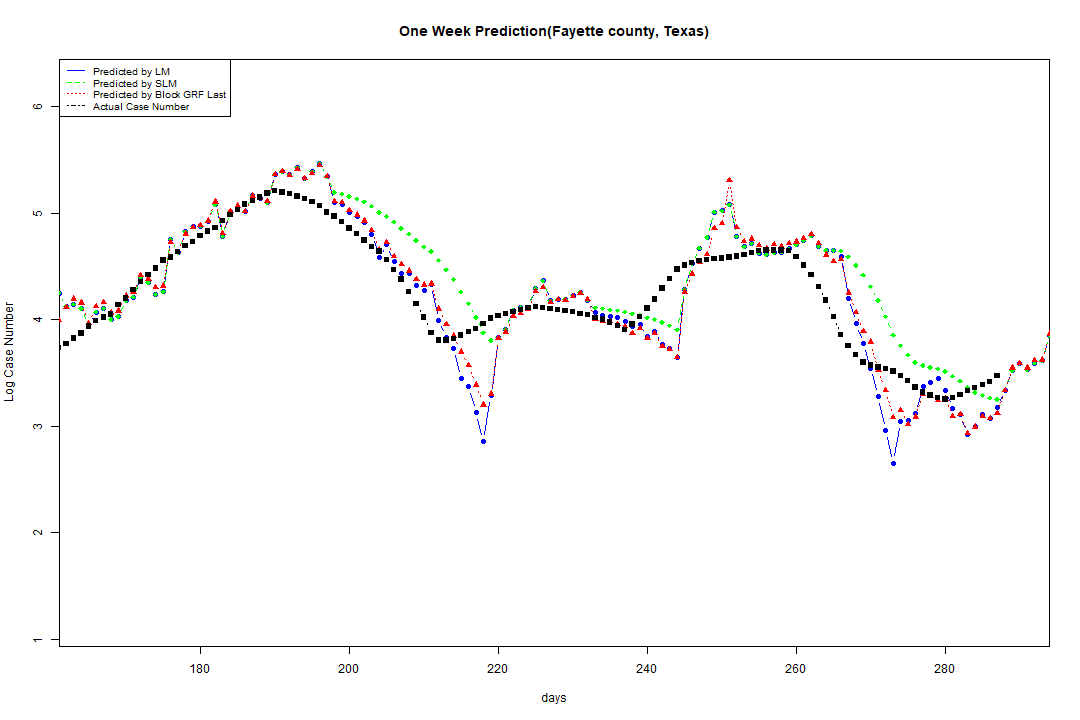 One Week Prediction(Fayette county, Texas)
Predicted by LM
Predicted by SLM
Predicted by Block GRF Last
Actual Case Number
6
5
4
3
2
1
Log Case Number
180 200 220 240 260 280
days